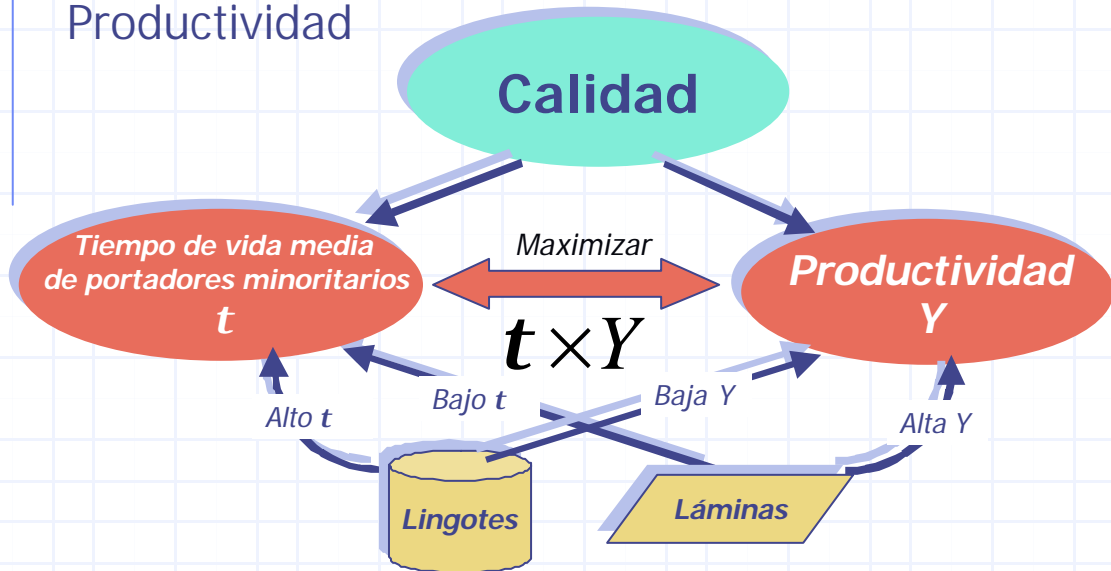 Productividad
Calidad
Tiempo de vida media
de portadores minoritarios
t
Maximizar
t × Y
Productividad
Y
Alto t
Bajo t
Baja Y
Alta Y
Lingotes
Láminas